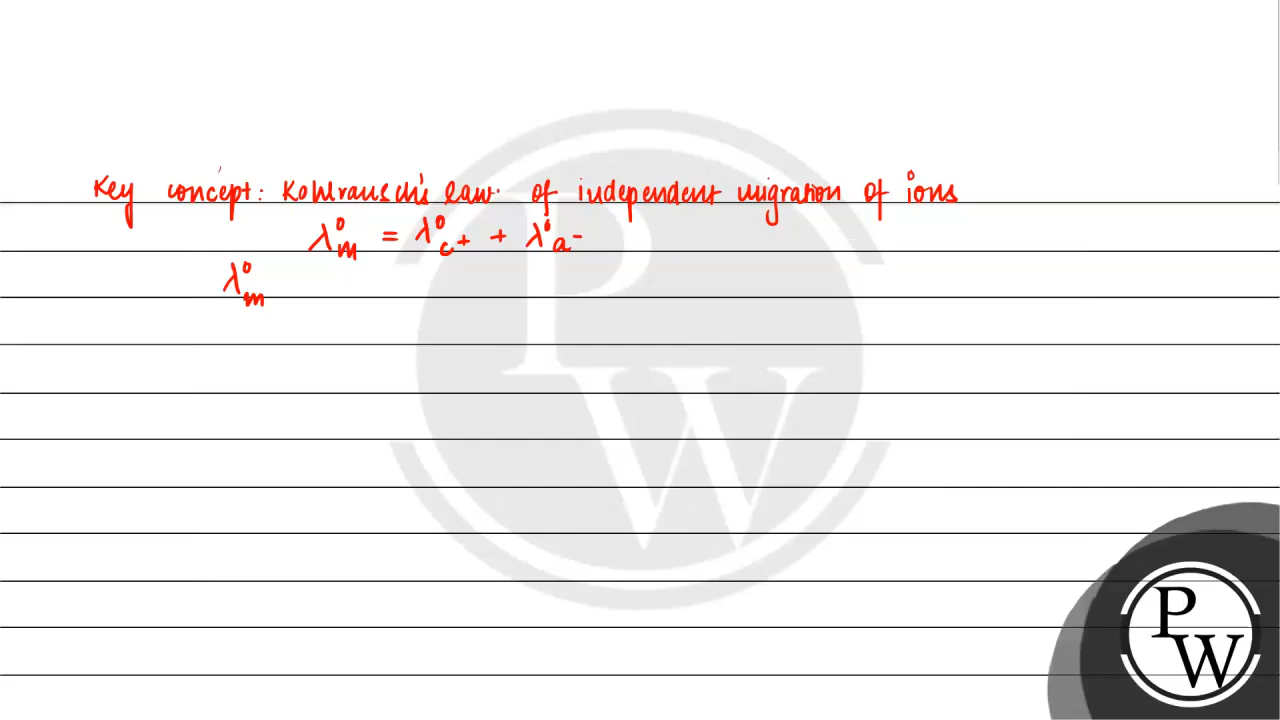 Key concept: Kohlrausch's law. of independent migration of ions
λ°m = λ°c+ + λ°a-
λ°m
P
W
P
W